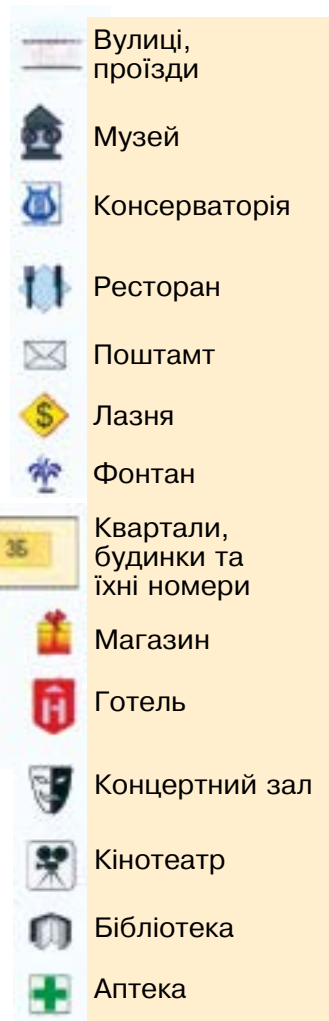 Вулиці,
проїзди
Музей
Консерваторія
Ресторан
Поштамт
$ Лазня
Фонтан
Квартали,
35 будинки та
їхні номери
Магазин
H Готель
Концертний зал
Кінотеатр
Бібліотека
Аптека